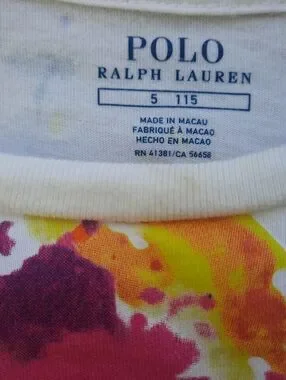 POLO
RALPH LAUREN
5 115
MADE IN MACAU
FABRIQUÉ À MACAO
HECHO EN MACAO
RN 41381/CA 56658